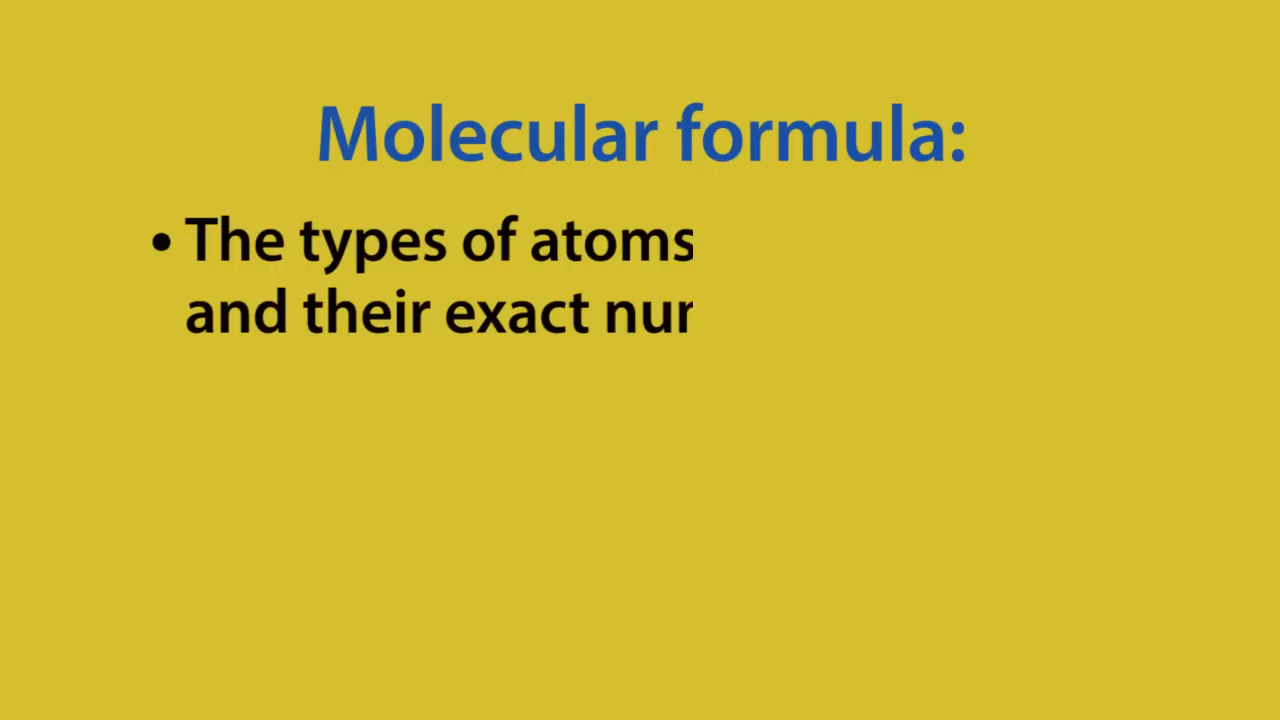 Molecular formula:
• The types of atoms
and their exact